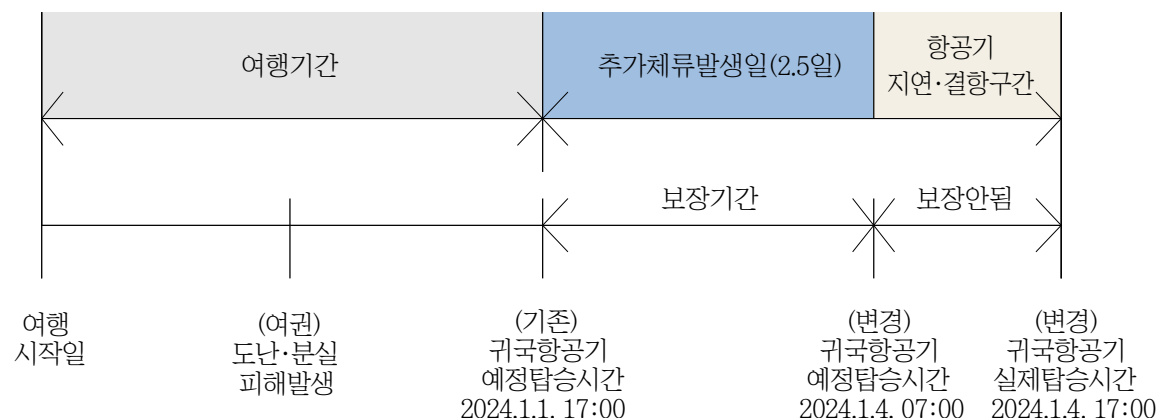 여행기간
추가체류발생일(2.5일)
항공기
지연·결항구간
보장기간
보장안됨
여행
시작일
(여권)
도난·분실
피해발생
(기존)
귀국항공기
예정탑승시간
2024.1.1. 17:00
(변경)
귀국항공기
예정탑승시간
2024.1.4. 07:00
(변경)
귀국항공기
실제탑승시간
2024.1.4. 17:00